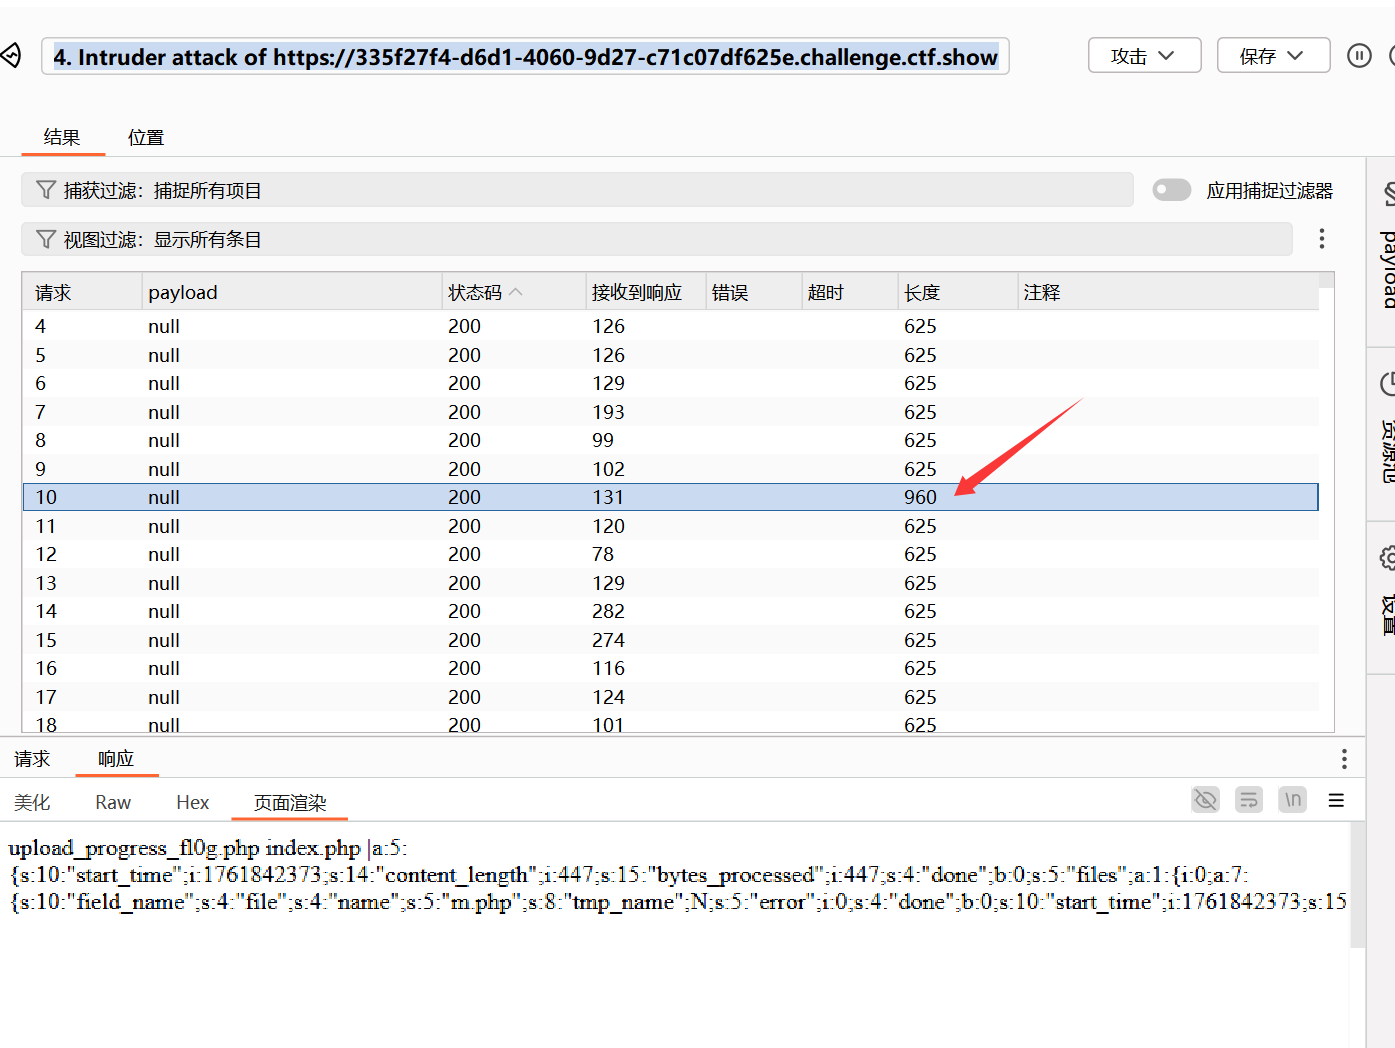 4. Intruder attack of https://335f27f4-d6d1-4060-9d27-c71c07df625e.challenge.ctf.show
攻击
保存
结果 位置
捕获过滤：捕捉所有项目
应用捕捉过滤器
视图过滤：显示所有条目
请求 payload 状态码 接收到响应 错误 超时 长度 注释
4 null 200 126 625
5 null 200 126 625
6 null 200 129 625
7 null 200 193 625
8 null 200 99 625
9 null 200 102 625
10 null 200 131 960
11 null 200 120 625
12 null 200 78 625
13 null 200 129 625
14 null 200 282 625
15 null 200 274 625
16 null 200 116 625
17 null 200 124 625
18 null 200 101 625
payload
资源池
设置
请求 响应
美化 Raw Hex 页面渲染
\n
upload_progress_fl0g.php index.php |a:5:
{s:10:"start_time";i:1761842373;s:14:"content_length";i:447;s:15:"bytes_processed";i:447;s:4:"done";b:0;s:5:"files";a:1:{i:0;a:7:
{s:10:"field_name";s:4:"file";s:4:"name";s:5:"m.php";s:8:"tmp_name";N;s:5:"error";i:0;s:4:"done";b:0;s:10:"start_time";i:1761842373;s:15